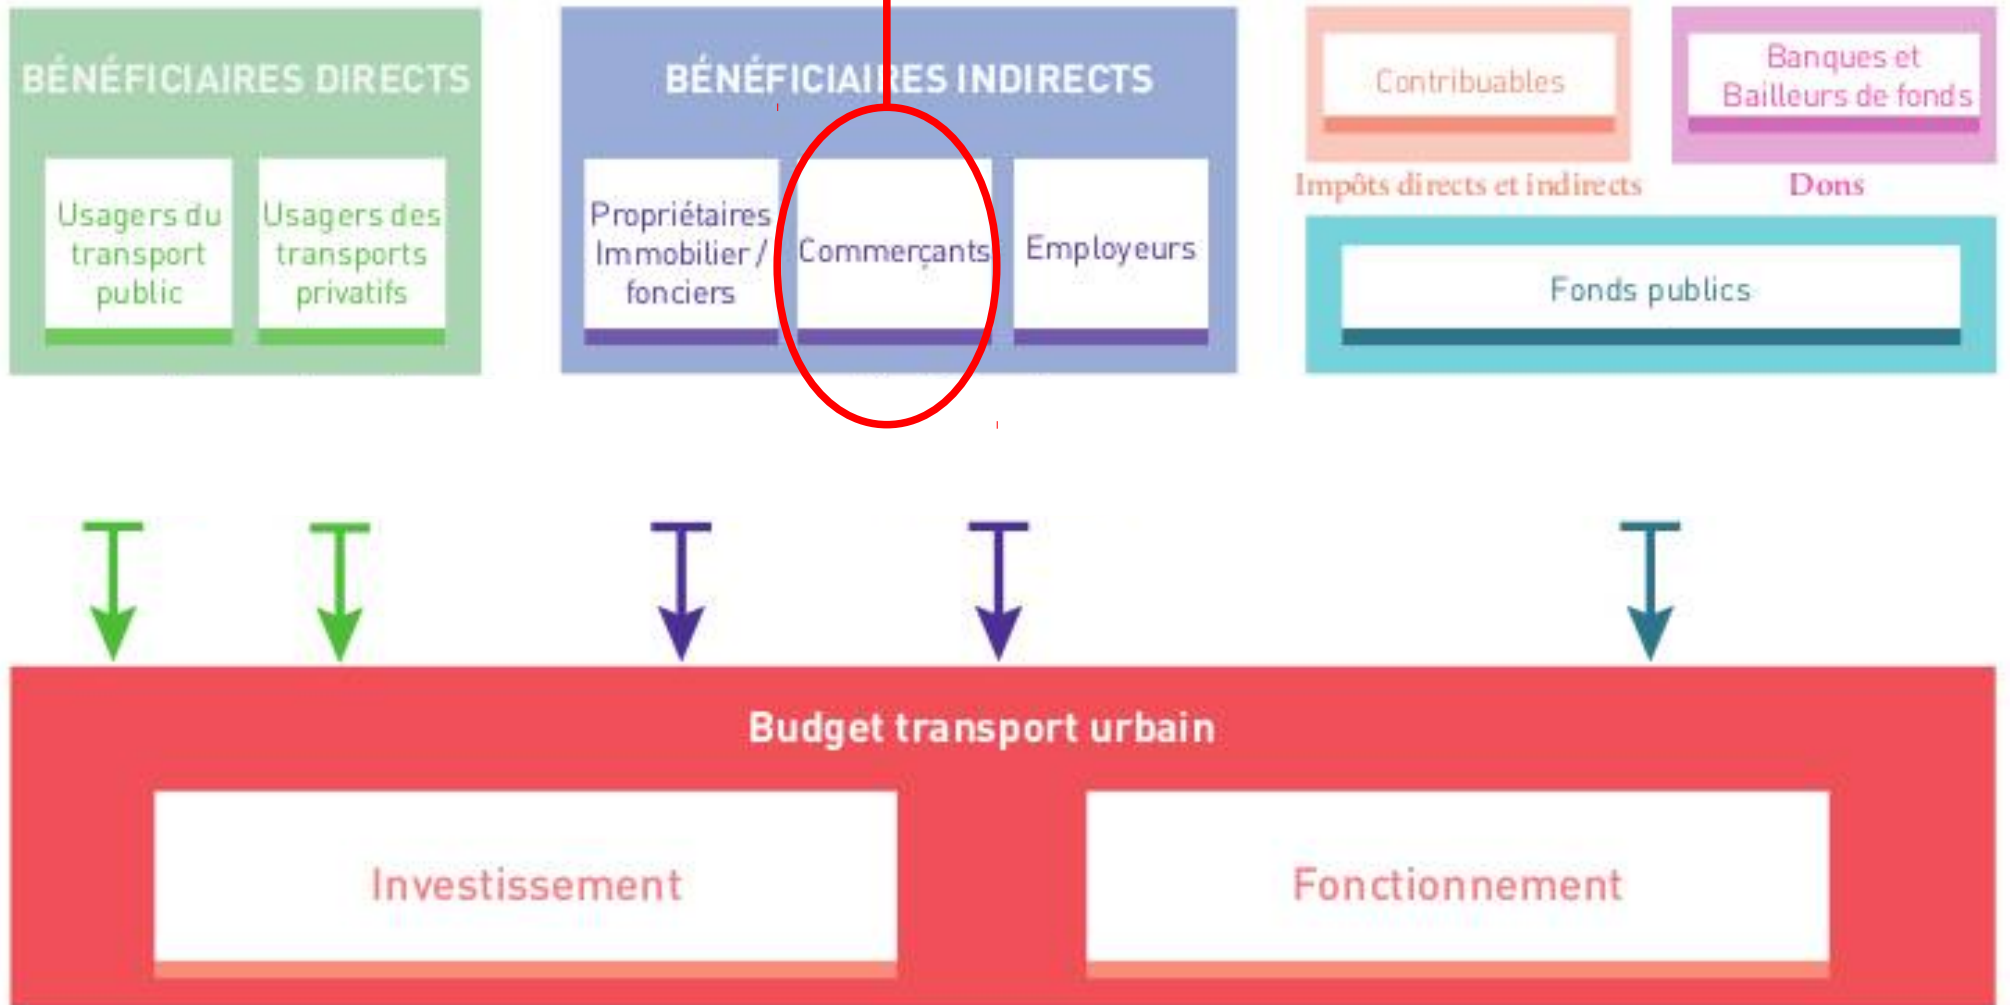 BÉNÉFICIAIRES DIRECTS
Usagers du
transport
public
Usagers des
transports
privatifs
BÉNÉFICIAIRES INDIRECTS
Propriétaires
Immobilier /
fonciers
Commerçants
Employeurs
Contribuables
Impôts directs et indirects
Banques et
Bailleurs de fonds
Dons
Fonds publics
Budget transport urbain
Investissement
Fonctionnement